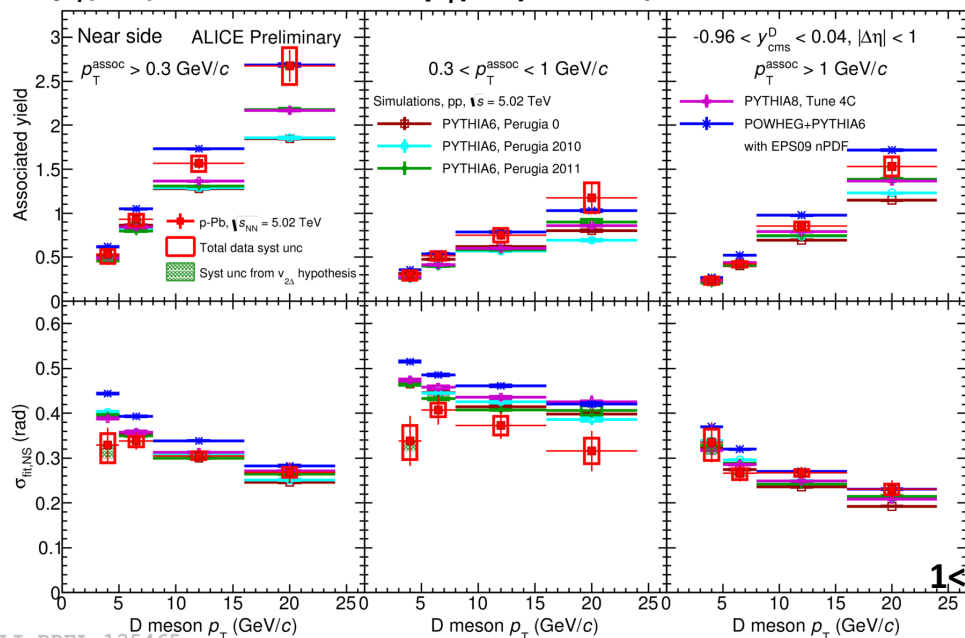 Near side
ALICE Preliminary
-0.96 < y^D_cms < 0.04, |Δη| < 1
p_T^assoc > 0.3 GeV/c
0.3 < p_T^assoc < 1 GeV/c
p_T^assoc > 1 GeV/c
Simulations, pp, √s = 5.02 TeV
PYTHIA6, Perugia 0
PYTHIA6, Perugia 2010
PYTHIA6, Perugia 2011
PYTHIA8, Tune 4C
POWHEG+PYTHIA6
with EPS09 nPDF
p-Pb, √s_NN = 5.02 TeV
Total data syst unc
Syst unc from v_2Δ hypothesis
Associated yield
3
2.5
2
1.5
1
0.5
0
σ_fit,NS (rad)
0.6
0.5
0.4
0.3
0.2
0.1
0
0 5 10 15 20 25
0 5 10 15 20 25
0 5 10 15 20 25
1<
D meson p_T (GeV/c)
D meson p_T (GeV/c)
D meson p_T (GeV/c)